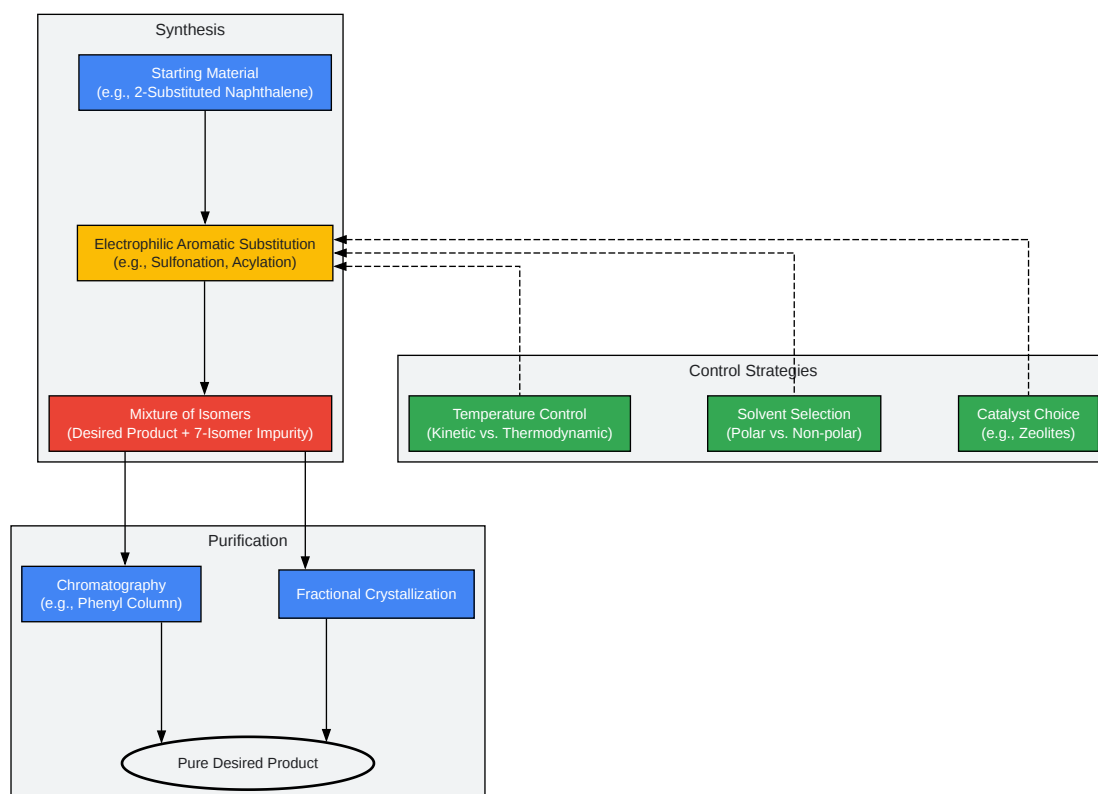 Synthesis
Starting Material
(e.g., 2-Substituted Naphthalene)
Electrophilic Aromatic Substitution
(e.g., Sulfonation, Acylation)
Mixture of Isomers
(Desired Product + 7-Isomer Impurity)
Control Strategies
Temperature Control
(Kinetic vs. Thermodynamic)
Solvent Selection
(Polar vs. Non-polar)
Catalyst Choice
(e.g., Zeolites)
Purification
Chromatography
(e.g., Phenyl Column)
Fractional Crystallization
Pure Desired Product